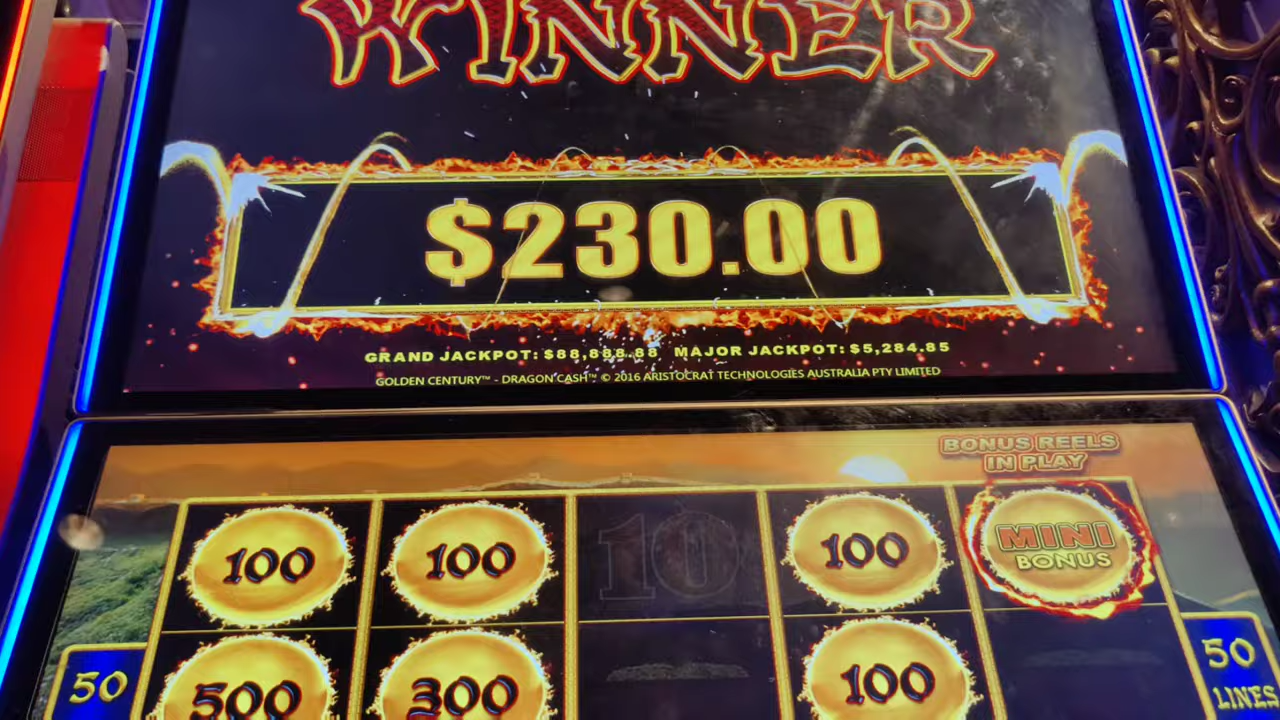 WINNER
$230.00
GRAND JACKPOT: $88,888.88 MAJOR JACKPOT: $5,284.85
GOLDEN CENTURY™ - DRAGON CASH™ © 2016 ARISTOCRAT TECHNOLOGIES AUSTRALIA PTY LIMITED
BONUS REELS
IN PLAY
100 100 10 100 MINI
BONUS
50 500 300 100 50
LINES